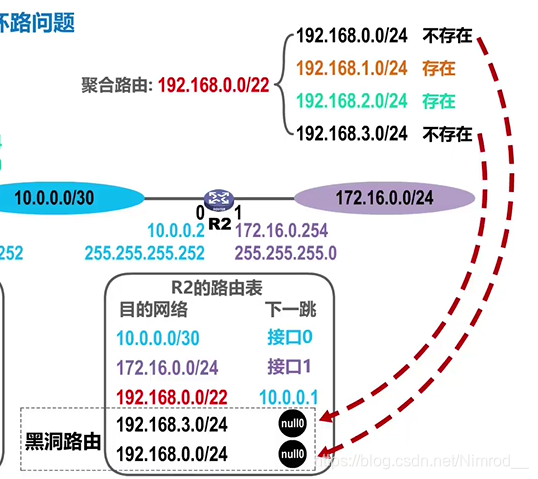 环路问题
192.168.0.0/24 不存在
192.168.1.0/24 存在
聚合路由: 192.168.0.0/22
192.168.2.0/24 存在
192.168.3.0/24 不存在
10.0.0.0/30
172.16.0.0/24
0 1
R2
10.0.0.2 172.16.0.254
252 255.255.255.252 255.255.255.0
R2的路由表
目的网络 下一跳
10.0.0.0/30 接口0
172.16.0.0/24 接口1
192.168.0.0/22 10.0.0.1
黑洞路由
192.168.3.0/24 null0
192.168.0.0/24 null0
https://blog.csdn.net/Nimrod__